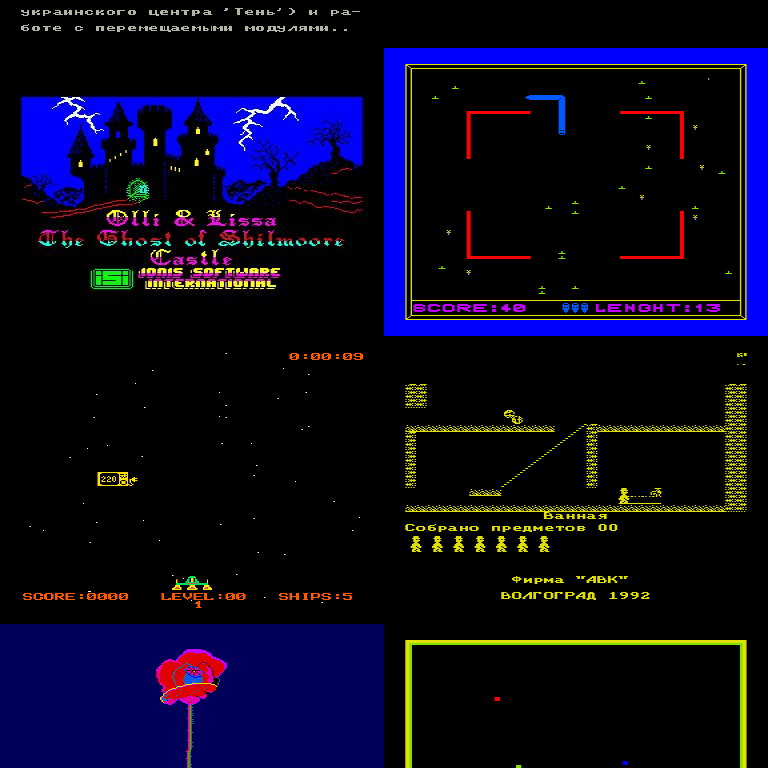 украинского центра 'Тень') и ра-
боте с перемещаемыми модулями..
Olli & Lissa
The Ghost of Shilmoore
Castle
iSi IONIS SOFTWARE
INTERNATIONAL
SCORE:40 LENGHT:13
0:00:09
220
SCORE:0000 LEVEL:00 SHIPS:5
1
Ванная
Собрано предметов 00
Фирма "АВК"
ВОЛГОГРАД 1992